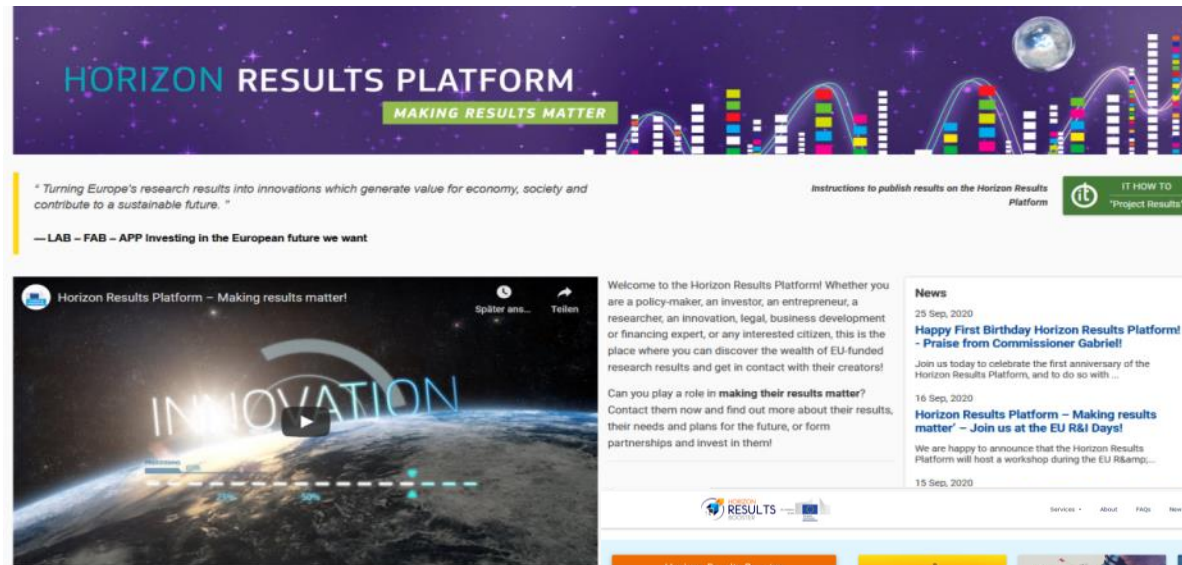 HORIZON RESULTS PLATFORM
MAKING RESULTS MATTER
" Turning Europe's research results into innovations which generate value for economy, society and
contribute to a sustainable future. "
— LAB – FAB – APP Investing in the European future we want
Instructions to publish results on the Horizon Results
Platform
it
IT HOW TO
"Project Results"
Horizon Results Platform – Making results matter!
Später ans...
Teilen
INNOVATION
PROCESSING
25%
50%
Welcome to the Horizon Results Platform! Whether you
are a policy-maker, an investor, an entrepreneur, a
researcher, an innovation, legal, business development
or financing expert, or any interested citizen, this is the
place where you can discover the wealth of EU-funded
research results and get in contact with their creators!
Can you play a role in making their results matter?
Contact them now and find out more about their results,
their needs and plans for the future, or form
partnerships and invest in them!
News
25 Sep, 2020
Happy First Birthday Horizon Results Platform!
- Praise from Commissioner Gabriel!
Join us today to celebrate the first anniversary of the
Horizon Results Platform, and to do so with ...
16 Sep, 2020
Horizon Results Platform – Making results
matter' – Join us at the EU R&I Days!
We are happy to announce that the Horizon Results
Platform will host a workshop during the EU R&amp;...
15 Sep, 2020
HORIZON
RESULTS
BOOSTER
Services
About
FAQs
New